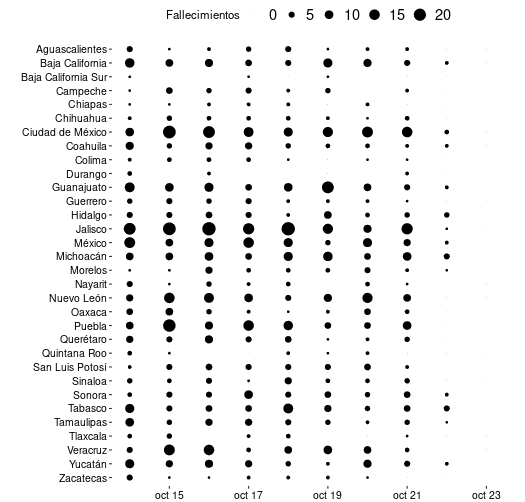 Fallecimientos 0 5 10 15 20
Aguascalientes
Baja California
Baja California Sur
Campeche
Chiapas
Chihuahua
Ciudad de México
Coahuila
Colima
Durango
Guanajuato
Guerrero
Hidalgo
Jalisco
México
Michoacán
Morelos
Nayarit
Nuevo León
Oaxaca
Puebla
Querétaro
Quintana Roo
San Luis Potosí
Sinaloa
Sonora
Tabasco
Tamaulipas
Tlaxcala
Veracruz
Yucatán
Zacatecas
oct 15 oct 17 oct 19 oct 21 oct 23